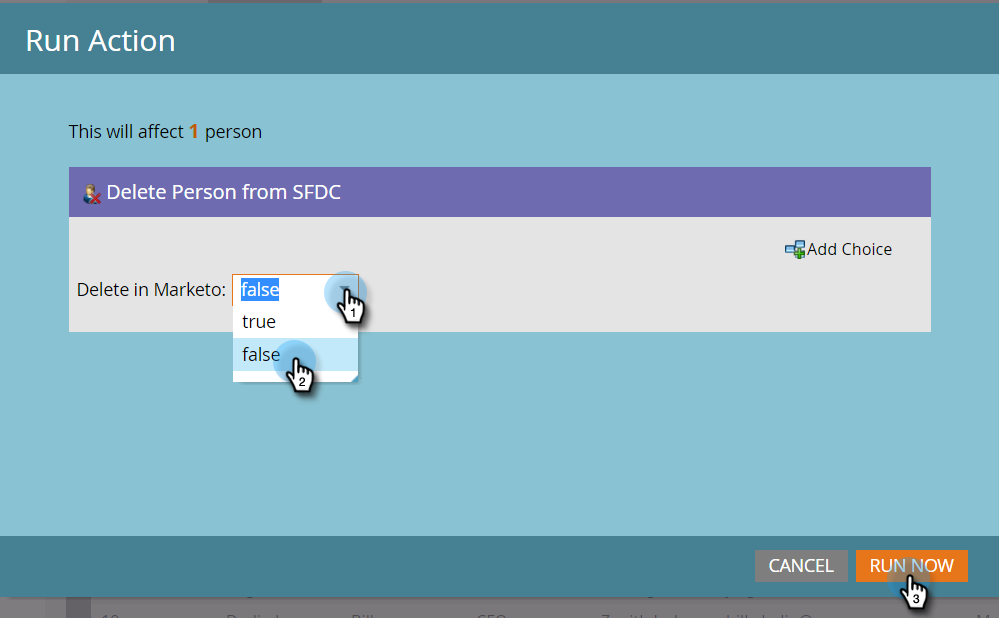 Run Action
This will affect 1 person
Delete Person from SFDC
Add Choice
Delete in Marketo: false
1
true
false
2
CANCEL RUN NOW
3